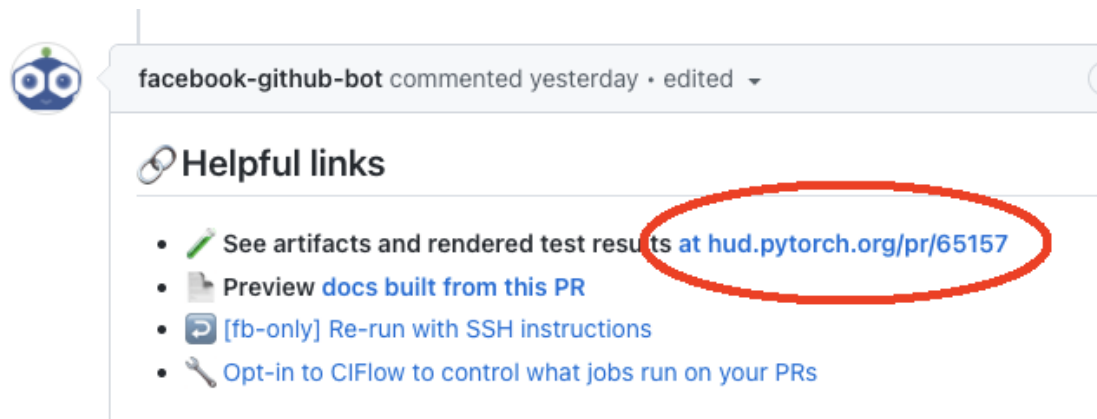 facebook-github-bot commented yesterday • edited
Helpful links
• See artifacts and rendered test results at hud.pytorch.org/pr/65157
• Preview docs built from this PR
• [fb-only] Re-run with SSH instructions
• Opt-in to CIFlow to control what jobs run on your PRs